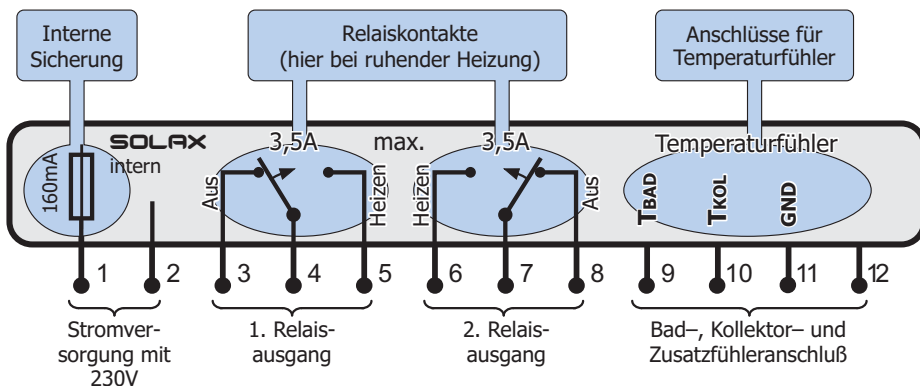 Interne
Sicherung
Relaiskontakte
(hier bei ruhender Heizung)
Anschlüsse für
Temperaturfühler
SOLAX
intern
160mA
3,5A
max.
3,5A
Temperaturfühler
Aus
Heizen
Heizen
Aus
TBAD
TKOL
GND
1 2 3 4 5 6 7 8 9 10 11 12
Stromver-
sorgung mit
230V
1. Relais-
ausgang
2. Relais-
ausgang
Bad–, Kollektor– und
Zusatzfühleranschluß